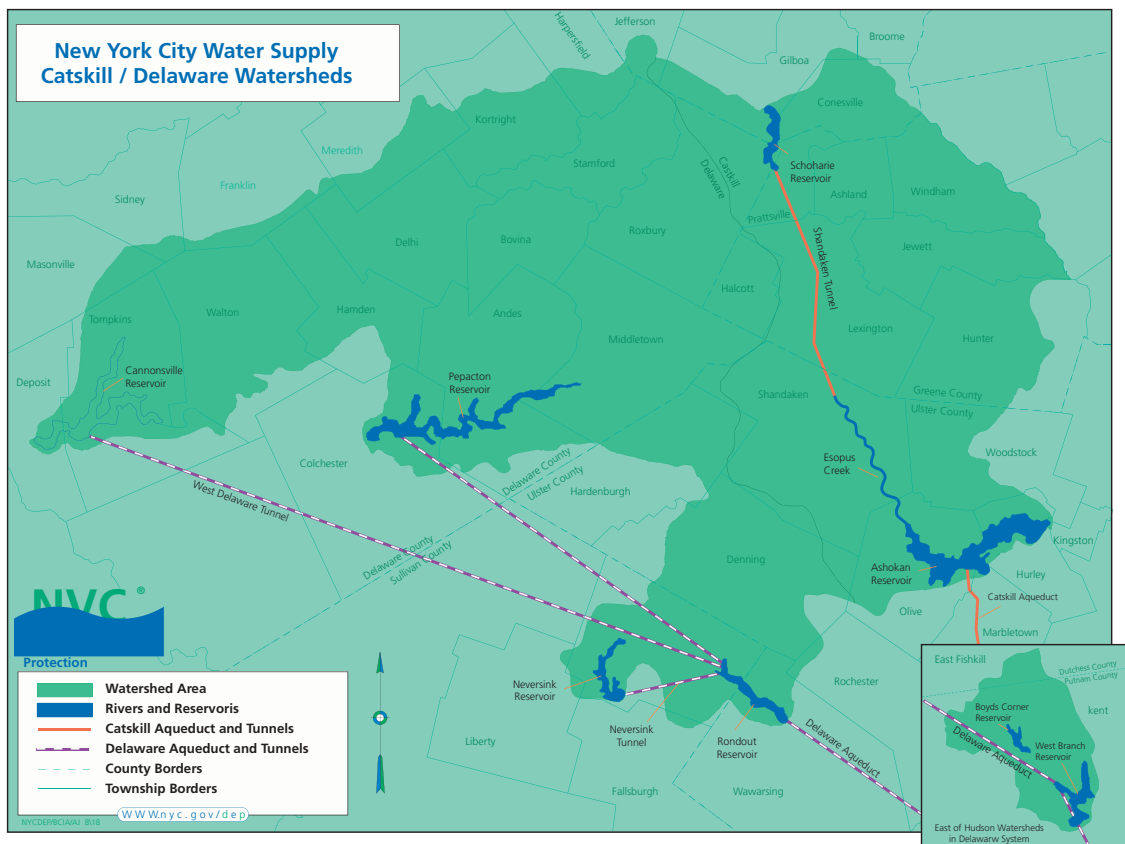 New York City Water Supply
Catskill / Delaware Watersheds
Jefferson
Harpersfield
Broome
Gilboa
Conesville
Kortright
Meredith
Stamford
Schoharie
Reservoir
Catskill
Delaware
Franklin
Sidney
Ashland
Windham
Prattsville
Roxbury
Delhi
Bovina
Jewett
Masonville
Shandaken Tunnel
Halcott
Tompkins
Walton
Hamden
Andes
Middletown
Lexington
Hunter
Deposit
Cannonsville
Reservoir
Pepacton
Reservoir
Shandaken
Greene County
Ulster County
Woodstock
Colchester
Esopus
Creek
Delaware County
Ulster County
Hardenburgh
West Delaware Tunnel
Kingston
Delaware County
Sullivan County
Denning
Ashokan
Reservoir
Hurley
Catskill Aqueduct
Olive
Marbletown
NYC ®
Protection
Watershed Area
Rivers and Reservoris
Catskill Aqueduct and Tunnels
Delaware Aqueduct and Tunnels
County Borders
Township Borders
WWW.nyc.gov/dep
NYCDEP/BCIA/AJ 8\18
Neversink
Reservoir
Neversink
Tunnel
Rondout
Reservoir
Rochester
Liberty
Delaware Aqueduct
Fallsburgh
Wawarsing
East Fishkill
Dutchess County
Putnam County
Boyds Corner
Reservoir
kent
West Branch
Reservoir
Delaware Aqueduct
East of Hudson Watersheds
in Delawarw System